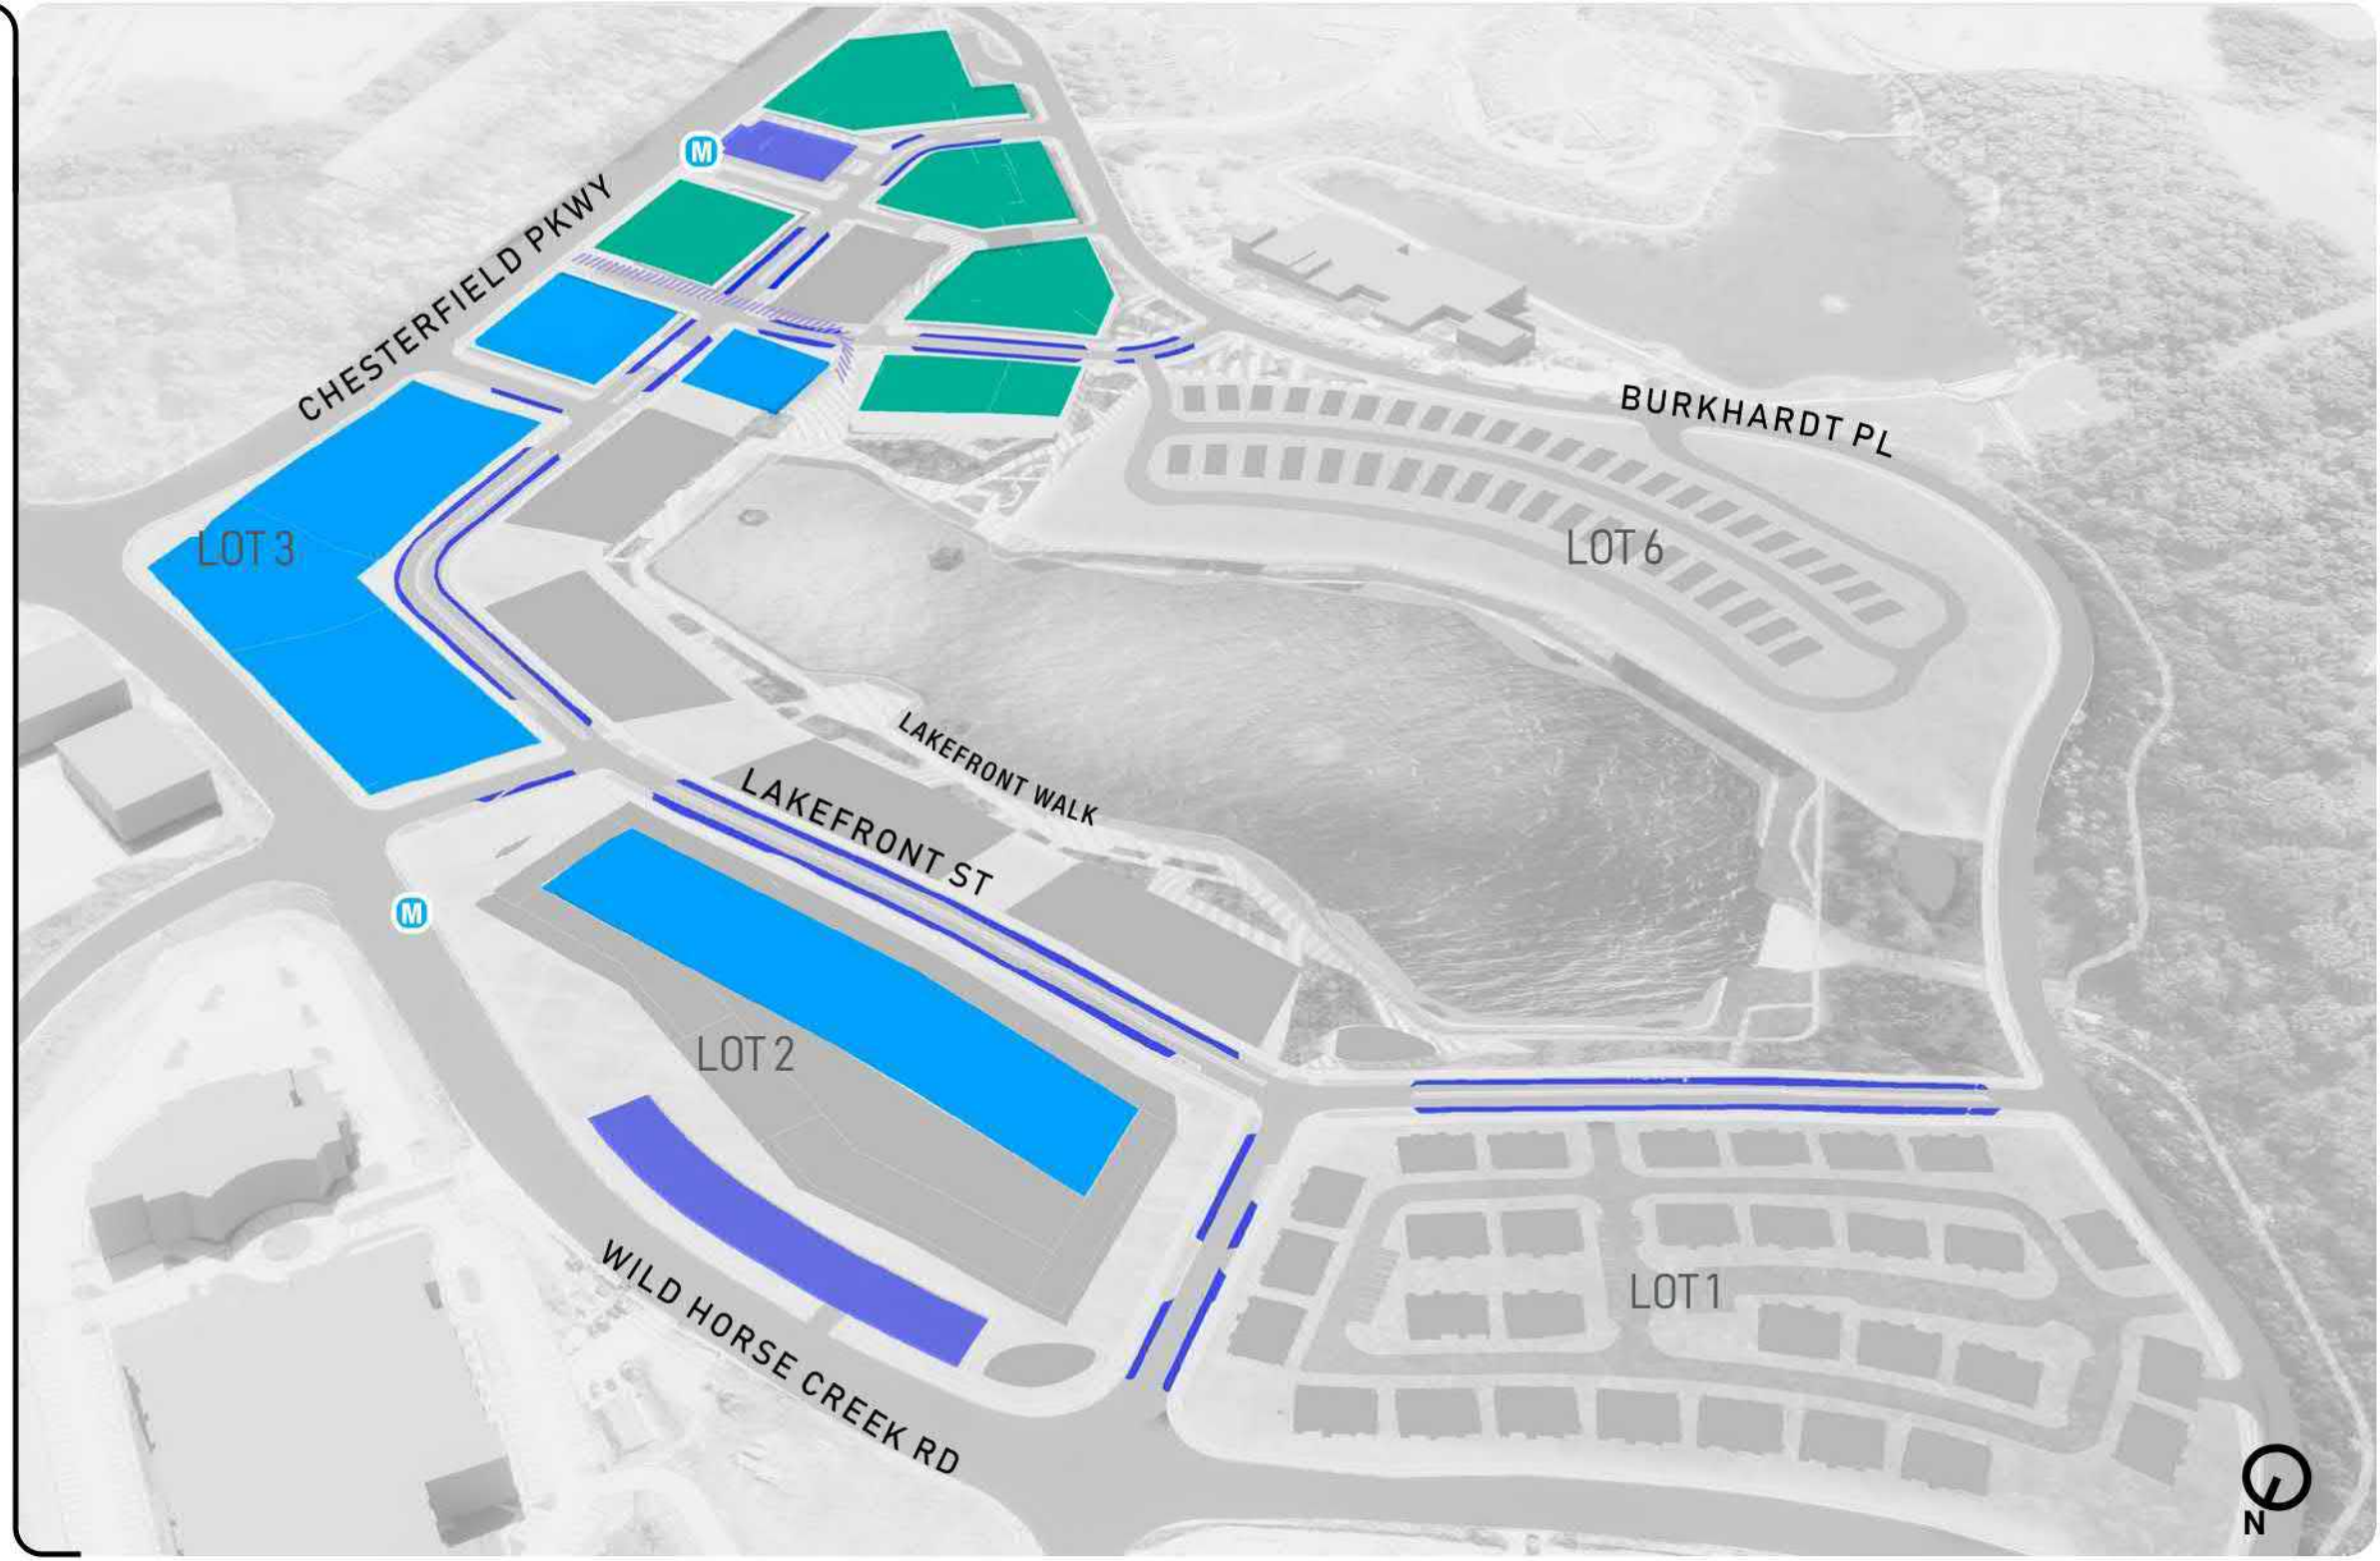 M
CHESTERFIELD PKWY
BURKHARDT PL
LOT 3
LOT 6
LAKEFRONT WALK
LAKEFRONT ST
M
LOT 2
LOT 1
WILD HORSE CREEK RD
N